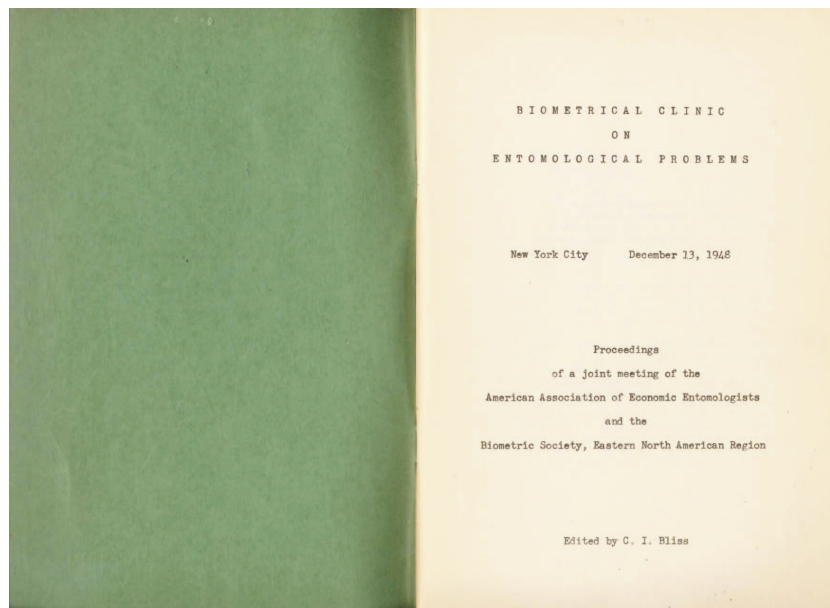 BIOMETRICAL CLINIC
ON
ENTOMOLOGICAL PROBLEMS
New York City December 13, 1948
Proceedings
of a joint meeting of the
American Association of Economic Entomologists
and the
Biometric Society, Eastern North American Region
Edited by C. I. Bliss